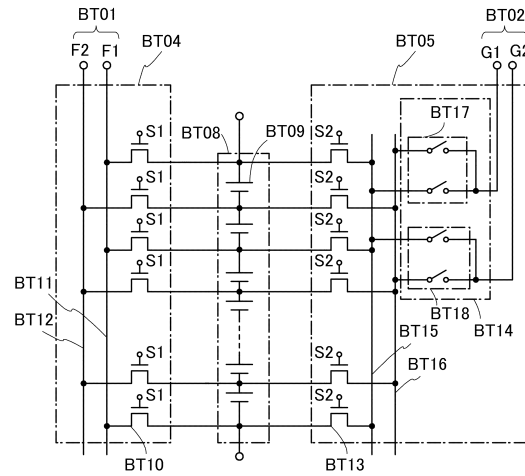 BT01 BT02
F2 F1 BT04 BT05 G1 G2
BT17
S1 BT08 BT09 S2
S1 S2
S1 S2
S1 S2
BT11
BT12 BT18 BT14
BT15
S1 S2 BT16
S1 S2
BT10 BT13